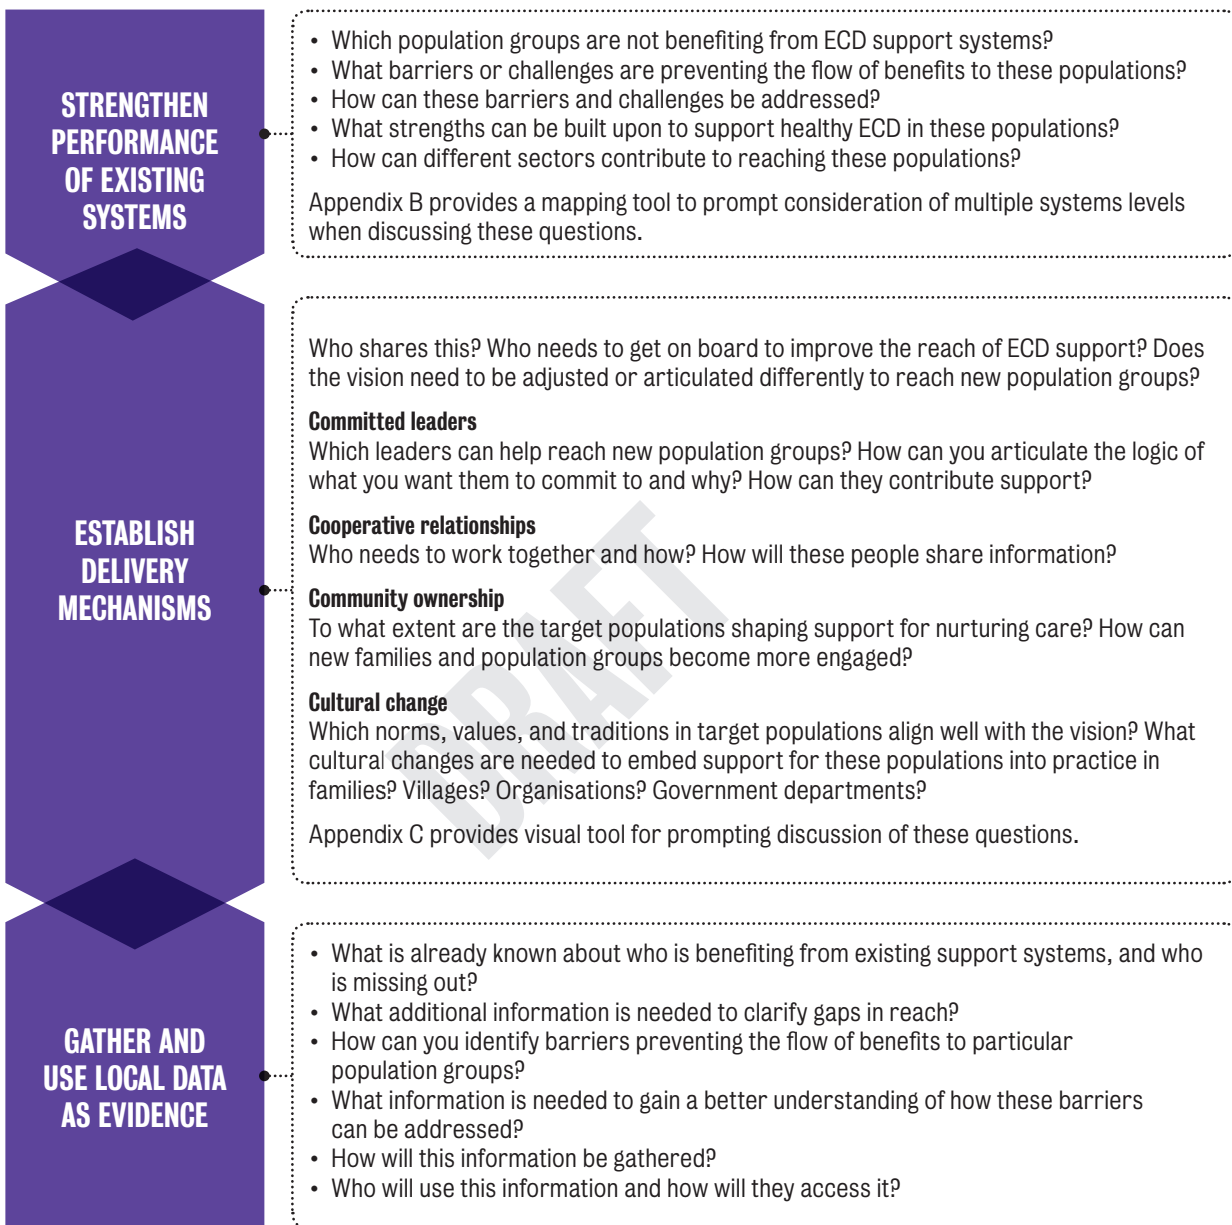 STRENGTHEN
PERFORMANCE
OF EXISTING
SYSTEMS
• Which population groups are not benefiting from ECD support systems?
• What barriers or challenges are preventing the flow of benefits to these populations?
• How can these barriers and challenges be addressed?
• What strengths can be built upon to support healthy ECD in these populations?
• How can different sectors contribute to reaching these populations?
Appendix B provides a mapping tool to prompt consideration of multiple systems levels
when discussing these questions.
ESTABLISH
DELIVERY
MECHANISMS
Who shares this? Who needs to get on board to improve the reach of ECD support? Does
the vision need to be adjusted or articulated differently to reach new population groups?
Committed leaders
Which leaders can help reach new population groups? How can you articulate the logic of
what you want them to commit to and why? How can they contribute support?
Cooperative relationships
Who needs to work together and how? How will these people share information?
Community ownership
To what extent are the target populations shaping support for nurturing care? How can
new families and population groups become more engaged?
Cultural change
Which norms, values, and traditions in target populations align well with the vision? What
cultural changes are needed to embed support for these populations into practice in
families? Villages? Organisations? Government departments?
Appendix C provides visual tool for prompting discussion of these questions.
DRAFT
GATHER AND
USE LOCAL DATA
AS EVIDENCE
• What is already known about who is benefiting from existing support systems, and who
is missing out?
• What additional information is needed to clarify gaps in reach?
• How can you identify barriers preventing the flow of benefits to particular
population groups?
• What information is needed to gain a better understanding of how these barriers
can be addressed?
• How will this information be gathered?
• Who will use this information and how will they access it?